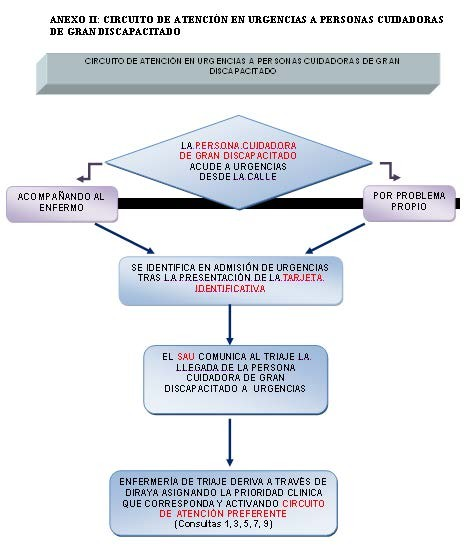 ANEXO II: CIRCUITO DE ATENCIÓN EN URGENCIAS A PERSONAS CUIDADORAS
DE GRAN DISCAPACITADO
CIRCUITO DE ATENCIÓN EN URGENCIAS A PERSONAS CUIDADORAS DE GRAN
DISCAPACITADO
LA PERSONA CUIDADORA
DE GRAN DISCAPACITADO
ACUDE A URGENCIAS
DESDE LA CALLE
ACOMPAÑANDO AL
ENFERMO
POR PROBLEMA
PROPIO
SE IDENTIFICA EN ADMISIÓN DE URGENCIAS
TRAS LA PRESENTACIÓN DE LA TARJETA
IDENTIFICATIVA
EL SAU COMUNICA AL TRIAJE LA
LLEGADA DE LA PERSONA
CUIDADORA DE GRAN
DISCAPACITADO A URGENCIAS
ENFERMERÍA DE TRIAJE DERIVA A TRAVÉS DE
DIRAYA ASIGNANDO LA PRIORIDAD CLINICA
QUE CORRESPONDA Y ACTIVANDO CIRCUITO
DE ATENCIÓN PREFERENTE
(Consultas 1, 3, 5, 7, 9)